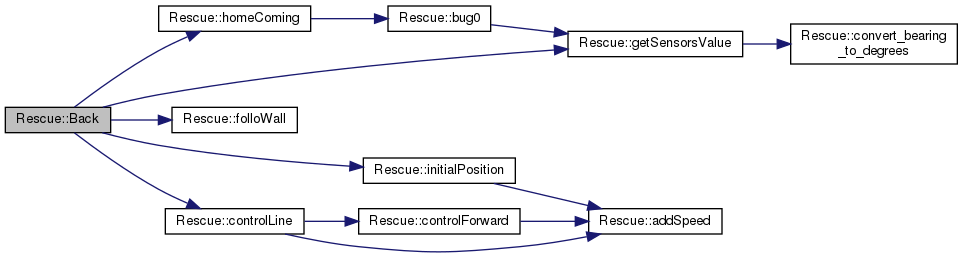 Rescue::homeComing
Rescue::bug0
Rescue::getSensorsValue
Rescue::convert_bearing
_to_degrees
Rescue::Back
Rescue::folloWall
Rescue::initialPosition
Rescue::controlLine
Rescue::controlForward
Rescue::addSpeed